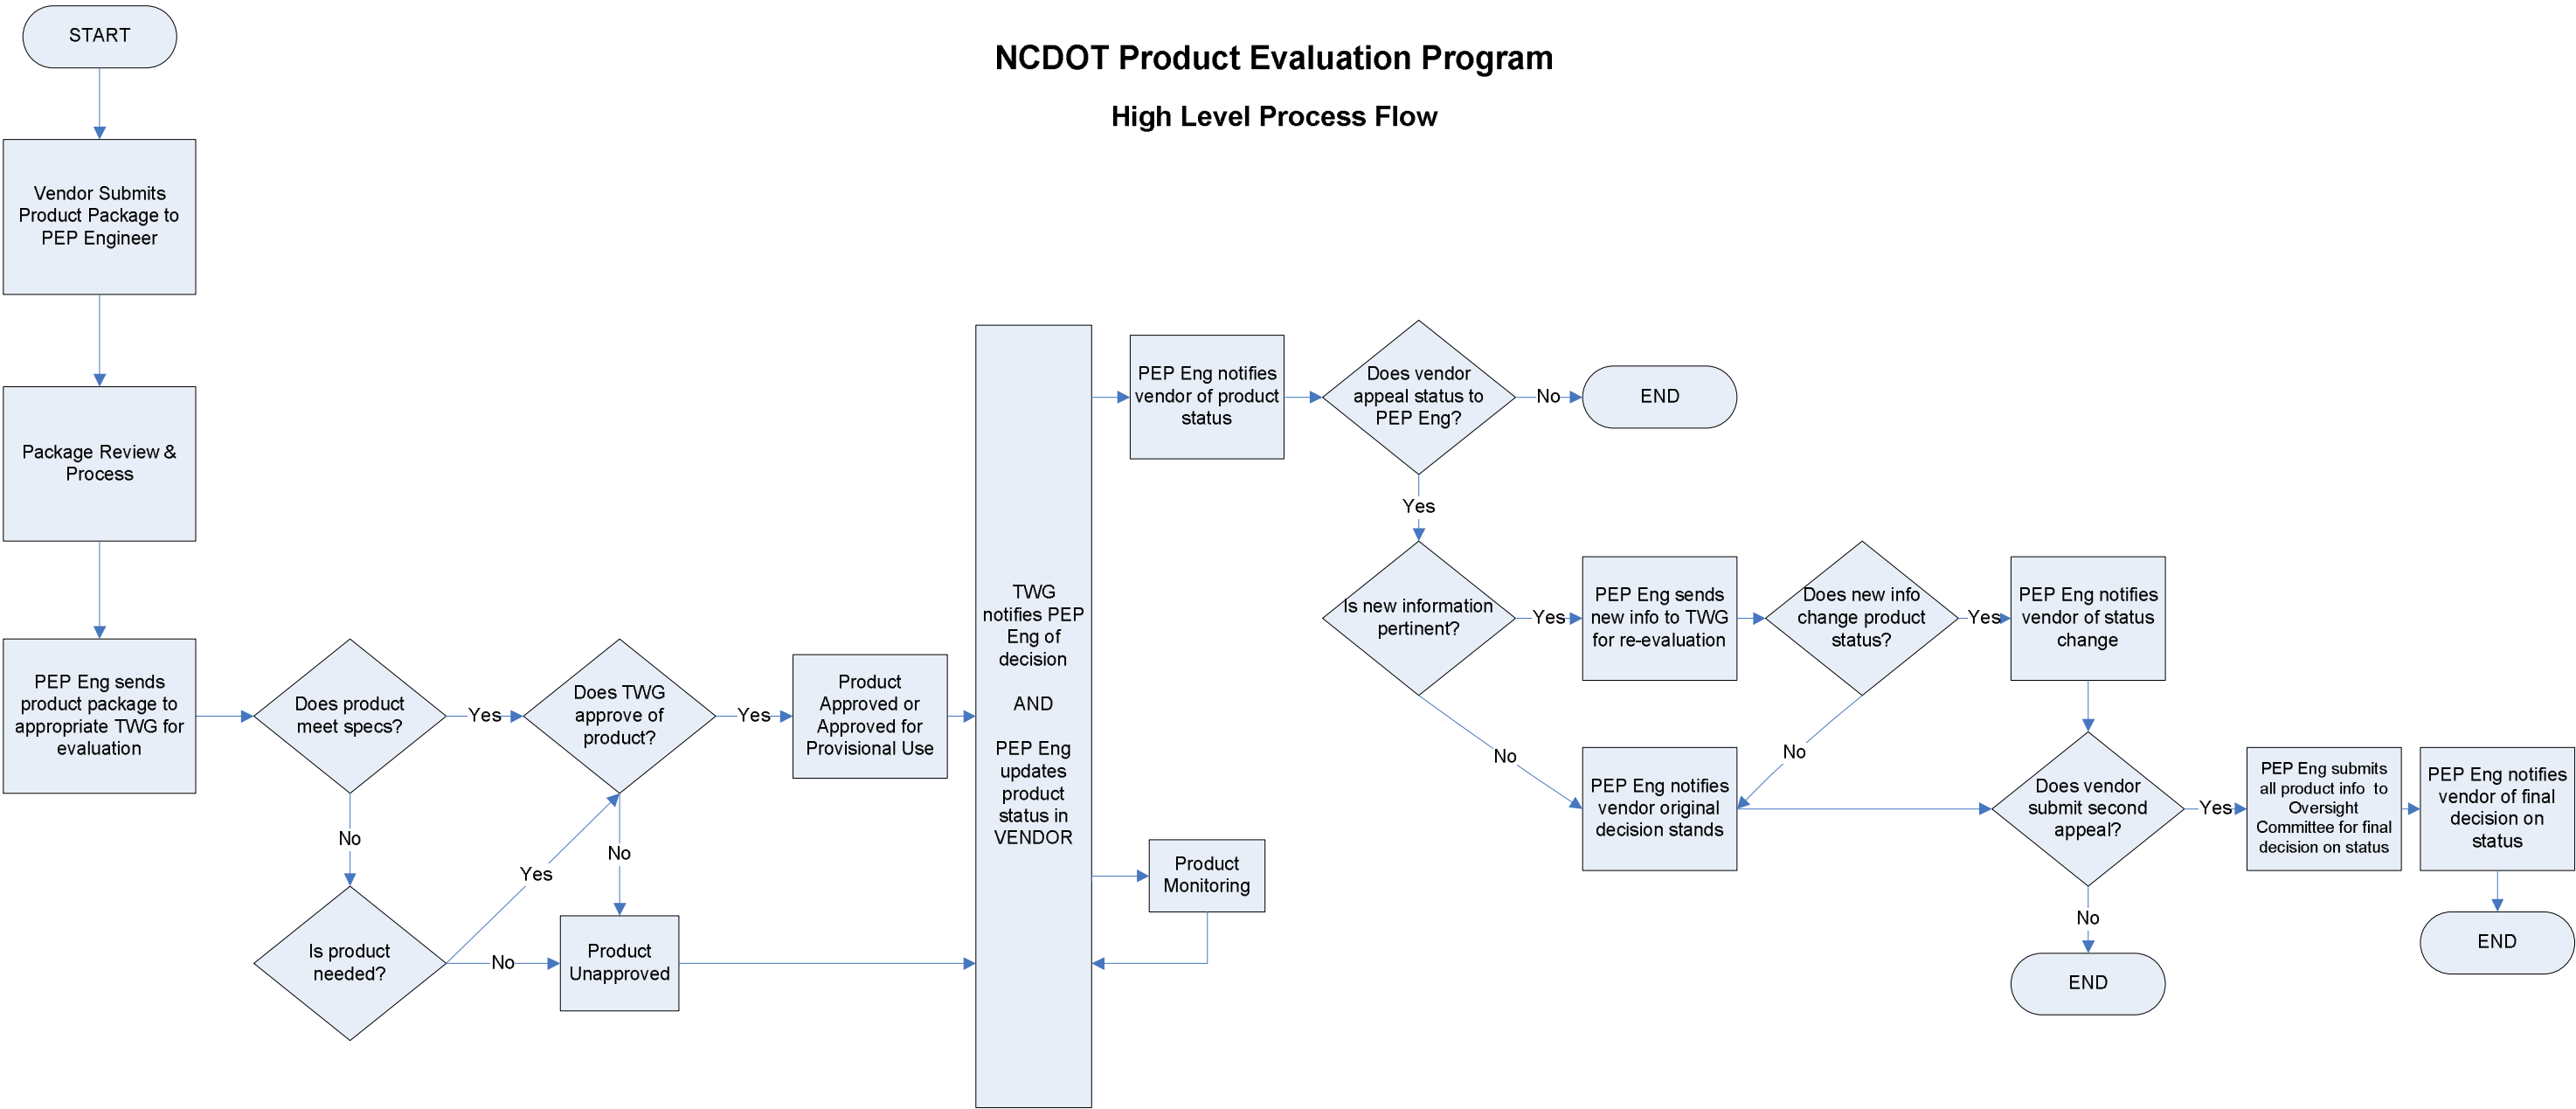 START
NCDOT Product Evaluation Program
High Level Process Flow
Vendor Submits
Product Package to
PEP Engineer
Package Review &
Process
PEP Eng sends
product package to
appropriate TWG for
evaluation
Does product
meet specs?
Yes
No
Is product
needed?
Yes
No
Does TWG
approve of
product?
Yes
No
Product
Unapproved
Product
Approved or
Approved for
Provisional Use
TWG
notifies PEP
Eng of
decision
AND
PEP Eng
updates
product
status in
VENDOR
Product
Monitoring
PEP Eng notifies
vendor of product
status
Does vendor
appeal status to
PEP Eng?
No
END
Yes
Is new information
pertinent?
Yes
No
PEP Eng sends
new info to TWG
for re-evaluation
Does new info
change product
status?
Yes
No
PEP Eng notifies
vendor of status
change
PEP Eng notifies
vendor original
decision stands
Does vendor
submit second
appeal?
Yes
No
END
PEP Eng submits
all product info to
Oversight
Committee for final
decision on status
PEP Eng notifies
vendor of final
decision on
status
END